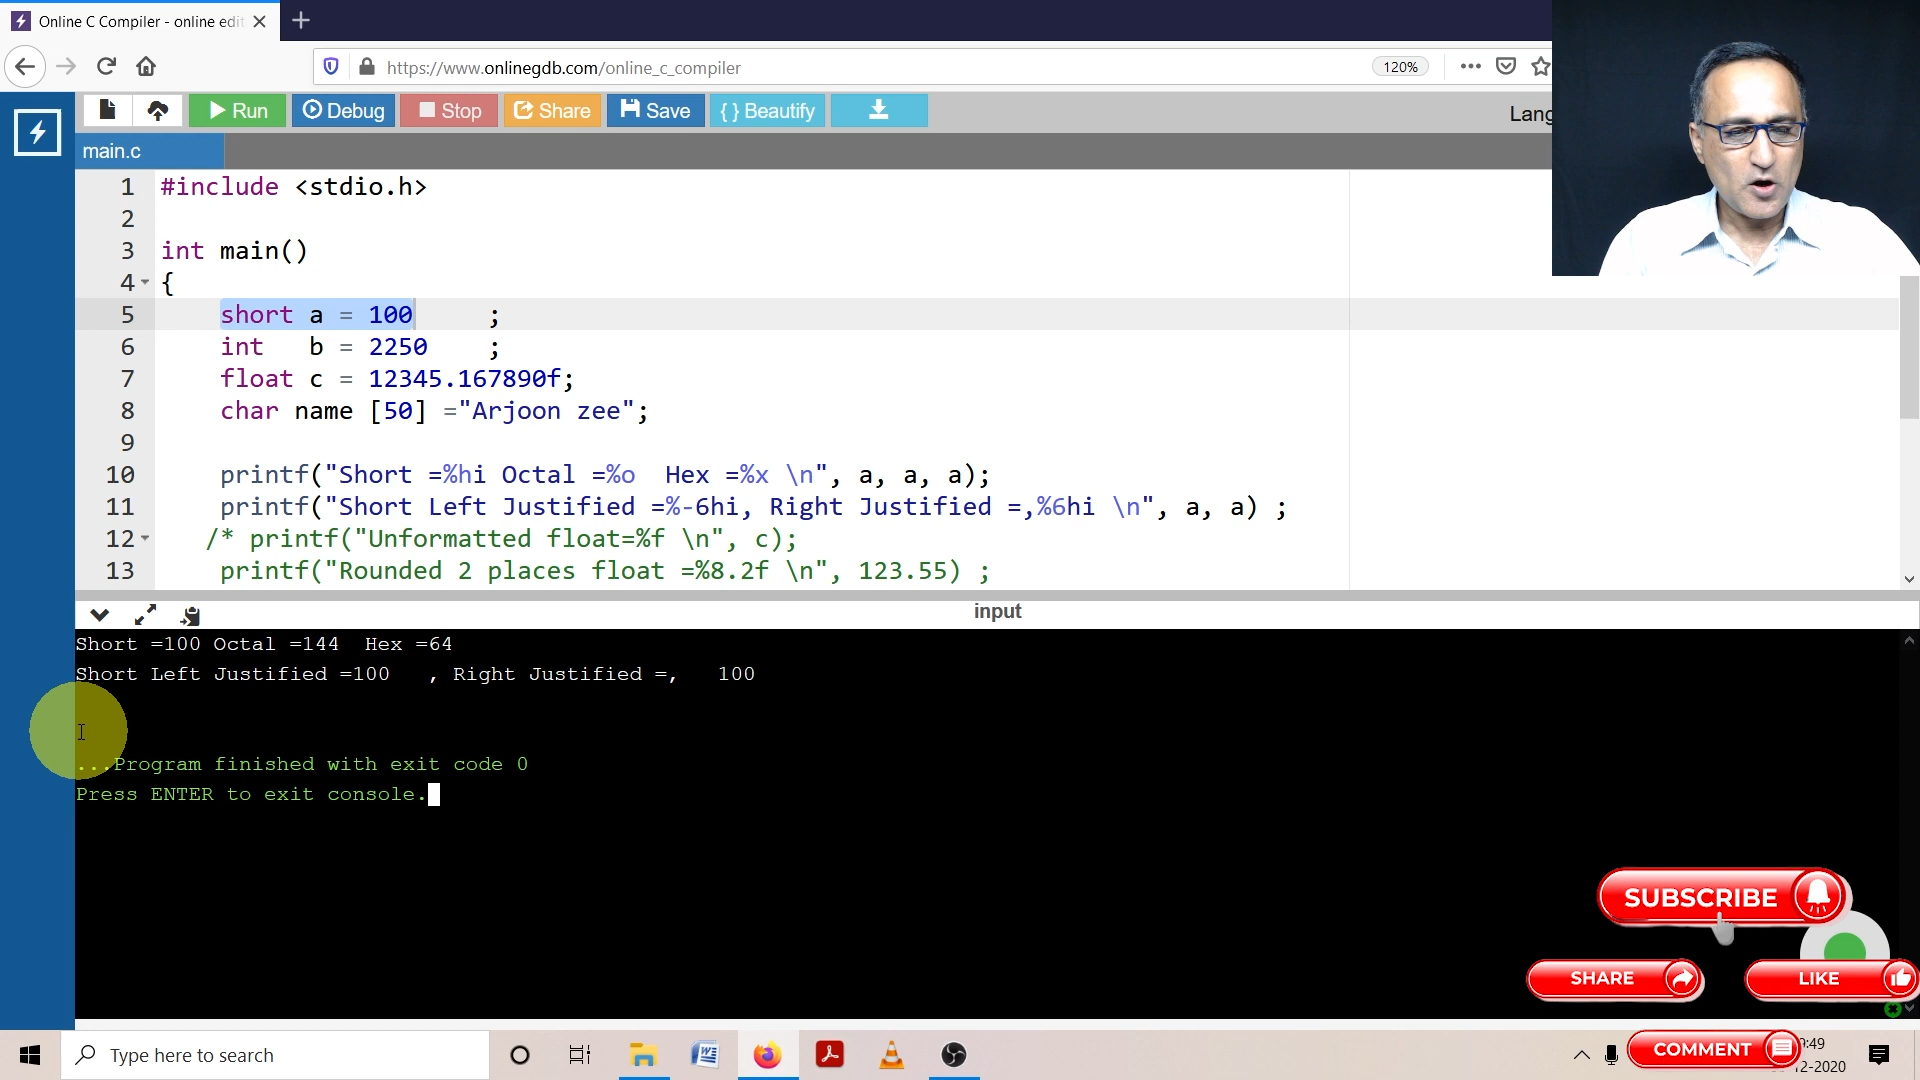 Online C Compiler - online edit
https://www.onlinegdb.com/online_c_compiler
120%
Run
Debug
Stop
Share
Save
{ } Beautify
Lang
main.c
1 #include <stdio.h>
2
3 int main()
4 {
5 short a = 100     ;
6 int   b = 2250    ;
7 float c = 12345.167890f;
8 char name [50] ="Arjoon zee";
9
10 printf("Short =%hi Octal =%o  Hex =%x \n", a, a, a);
11 printf("Short Left Justified =%-6hi, Right Justified =,%6hi \n", a, a) ;
12 /* printf("Unformatted float=%f \n", c);
13 printf("Rounded 2 places float =%8.2f \n", 123.55) ;
input
Short =100 Octal =144  Hex =64
Short Left Justified =100   , Right Justified =,   100
...Program finished with exit code 0
Press ENTER to exit console.
SUBSCRIBE
SHARE
LIKE
Type here to search
COMMENT
:49
12-2020